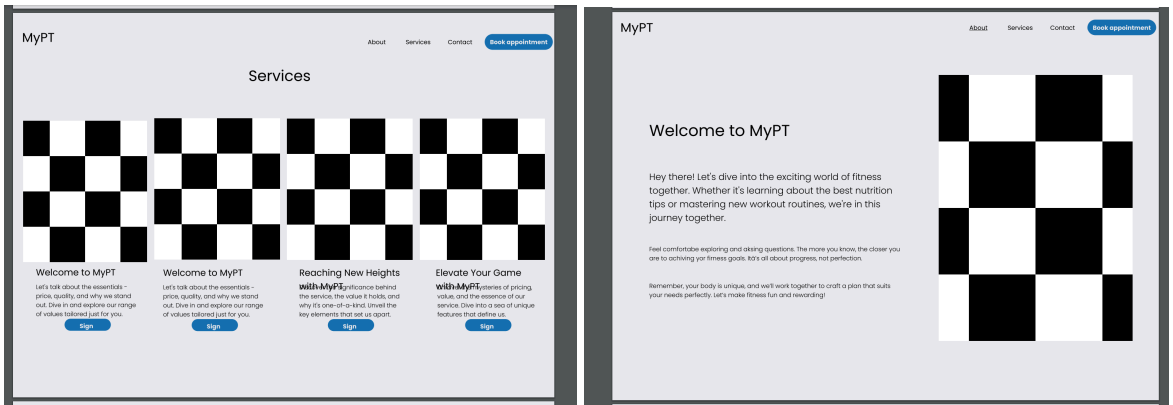 MyPT
About Services Contact Book appointment
Services
Welcome to MyPT
Let's talk about the essentials -
price, quality, and why we stand
out. Dive in and explore our range
of values tailored just for you.
Sign
Welcome to MyPT
Let's talk about the essentials -
price, quality, and why we stand
out. Dive in and explore our range
of values tailored just for you.
Sign
Reaching New Heights
with MyPT
significance behind
the service, the value it holds, and
why it's one-of-a-kind. Unveil the
key elements that set us apart.
Sign
Elevate Your Game
with MyPT
mysteries of pricing,
value, and the essence of our
service. Dive into a sea of unique
features that define us.
Sign
MyPT
About Services Contact Book appointment
Welcome to MyPT
Hey there! Let's dive into the exciting world of fitness
together. Whether it's learning about the best nutrition
tips or mastering new workout routines, we're in this
journey together.
Feel comfortabe exploring and aksing questions. The more you know, the closer you
are to achiving yor fitness goals. Itä's all about progress, not perfection.
Remember, your body is unique, and we'll work together to craft a plan that suits
your needs perfectly. Let's make fitness fun and rewarding!